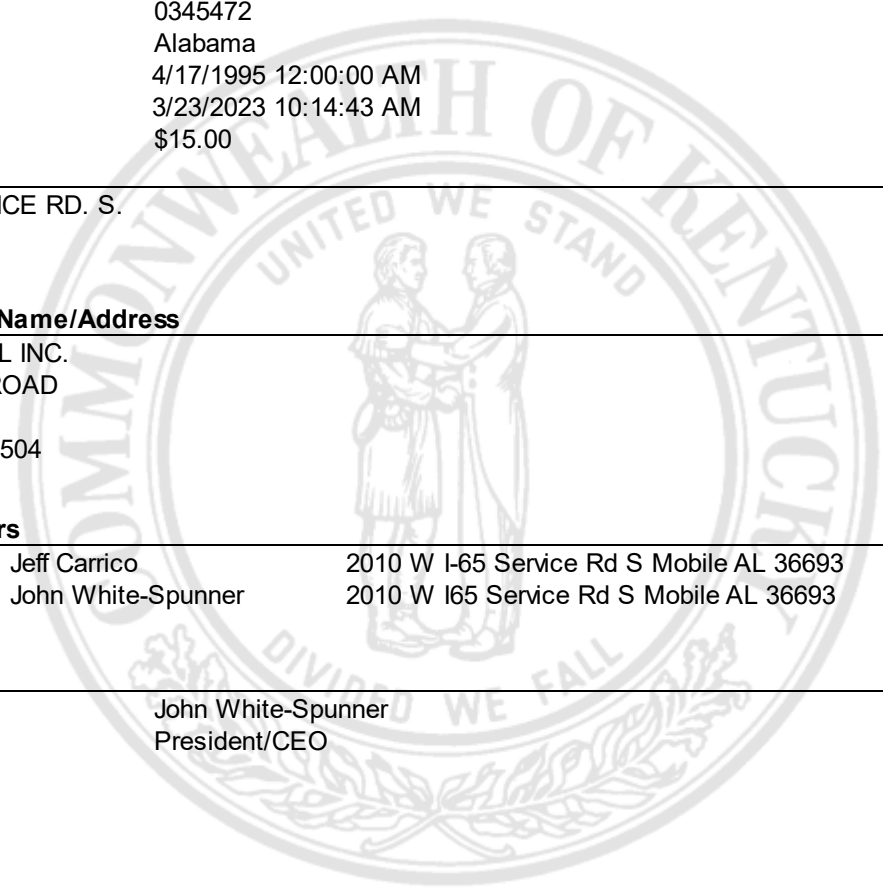 0345472
Alabama
4/17/1995 12:00:00 AM
3/23/2023 10:14:43 AM
$15.00
ICE RD. S.
Name/Address
L INC.
ROAD
504
rs
Jeff Carrico 2010 W I-65 Service Rd S Mobile AL 36693
John White-Spunner 2010 W I65 Service Rd S Mobile AL 36693
John White-Spunner
President/CEO
COMMONWEALTH OF KENTUCKY
UNITED WE STAND
DIVIDED WE FALL